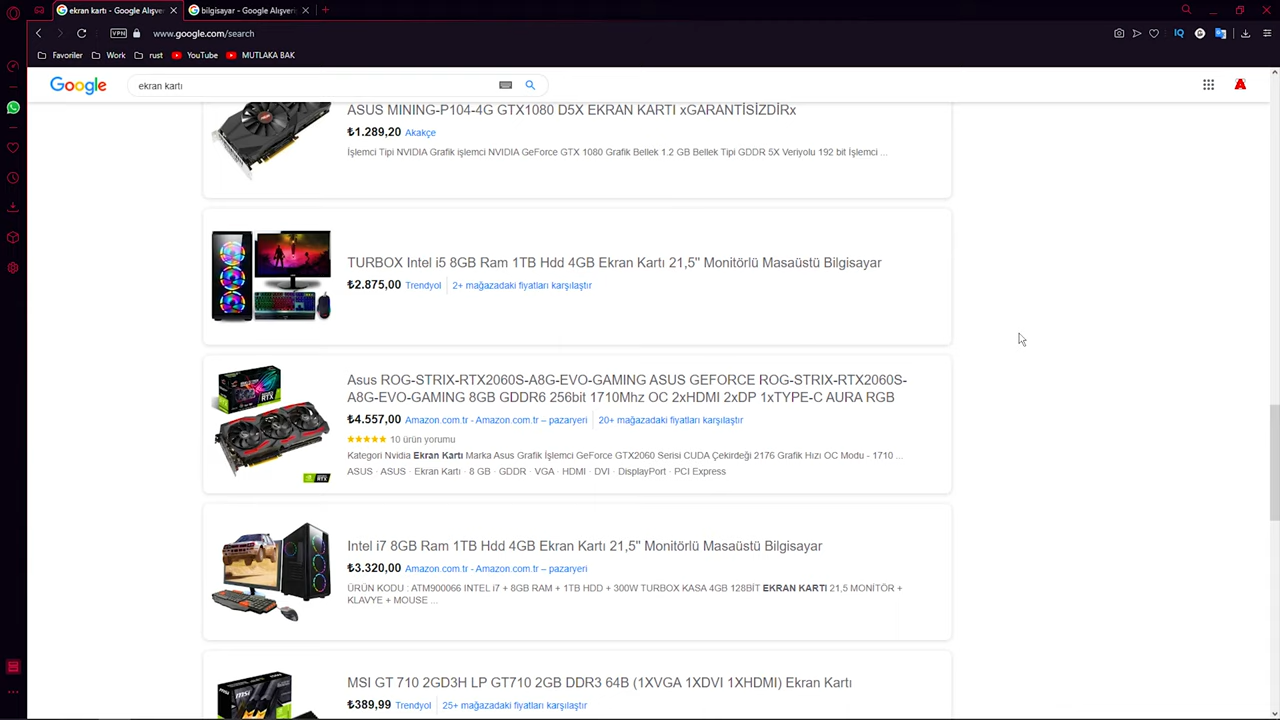 ekran kartı - Google Alışver
bilgisayar - Google Alışveriş
VPN
www.google.com/search
IQ
Favoriler
Work
rust
YouTube
MUTLAKA BAK
Google
ekran kartı
ASUS MINING-P104-4G GTX1080 D5X EKRAN KARTI xGARANTİSİZDİRx
₺1.289,20 Akakçe
İşlemci Tipi NVIDIA Grafik işlemci NVIDIA GeForce GTX 1080 Grafik Bellek 1.2 GB Bellek Tipi GDDR 5X Veriyolu 192 bit İşlemci ...
TURBOX Intel i5 8GB Ram 1TB Hdd 4GB Ekran Kartı 21,5'' Monitörlü Masaüstü Bilgisayar
₺2.875,00 Trendyol 2+ mağazadaki fiyatları karşılaştır
Asus ROG-STRIX-RTX2060S-A8G-EVO-GAMING ASUS GEFORCE ROG-STRIX-RTX2060S-
A8G-EVO-GAMING 8GB GDDR6 256bit 1710Mhz OC 2xHDMI 2xDP 1xTYPE-C AURA RGB
₺4.557,00 Amazon.com.tr - Amazon.com.tr – pazaryeri 20+ mağazadaki fiyatları karşılaştır
10 ürün yorumu
Kategori Nvidia Ekran Kartı Marka Asus Grafik İşlemci GeForce GTX2060 Serisi CUDA Çekirdeği 2176 Grafik Hızı OC Modu - 1710 ...
ASUS · ASUS · Ekran Kartı · 8 GB · GDDR · VGA · HDMI · DVI · DisplayPort · PCI Express
Intel i7 8GB Ram 1TB Hdd 4GB Ekran Kartı 21,5'' Monitörlü Masaüstü Bilgisayar
₺3.320,00 Amazon.com.tr - Amazon.com.tr – pazaryeri
ÜRÜN KODU : ATM900066 INTEL i7 + 8GB RAM + 1TB HDD + 300W TURBOX KASA 4GB 128BİT EKRAN KARTI 21,5 MONİTÖR +
KLAVYE + MOUSE ...
MSI GT 710 2GD3H LP GT710 2GB DDR3 64B (1XVGA 1XDVI 1XHDMI) Ekran Kartı
₺389,99 Trendyol 25+ mağazadaki fiyatları karşılaştır